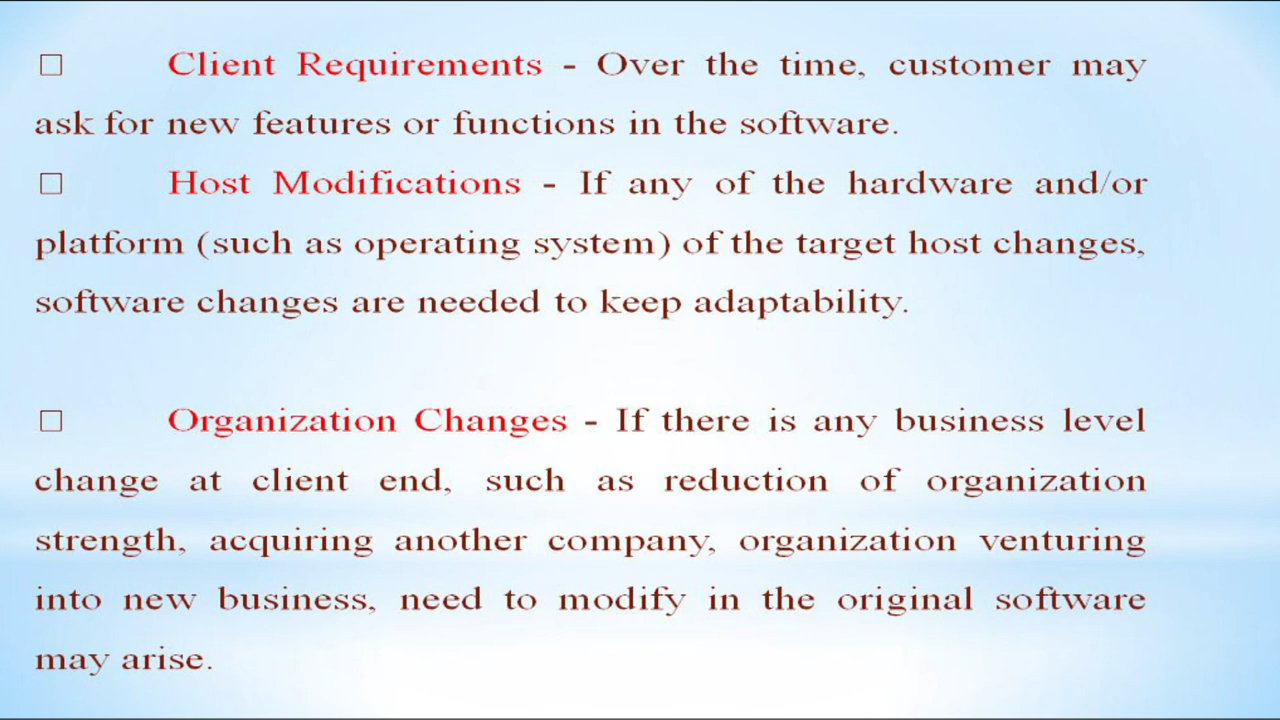 □ Client Requirements - Over the time, customer may
ask for new features or functions in the software.
□ Host Modifications - If any of the hardware and/or
platform (such as operating system) of the target host changes,
software changes are needed to keep adaptability.
□ Organization Changes - If there is any business level
change at client end, such as reduction of organization
strength, acquiring another company, organization venturing
into new business, need to modify in the original software
may arise.